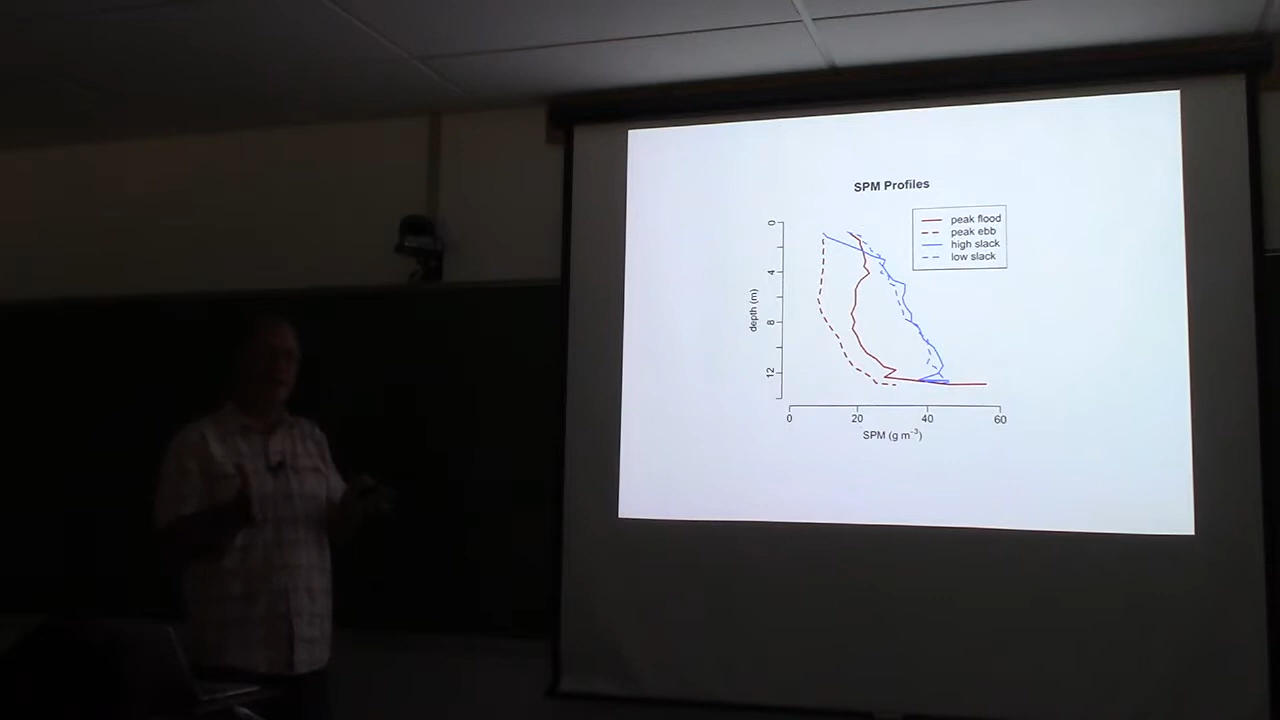 SPM Profiles
peak flood
peak ebb
high slack
low slack
0
4
8
12
depth (m)
0 20 40 60
SPM (g m⁻³)